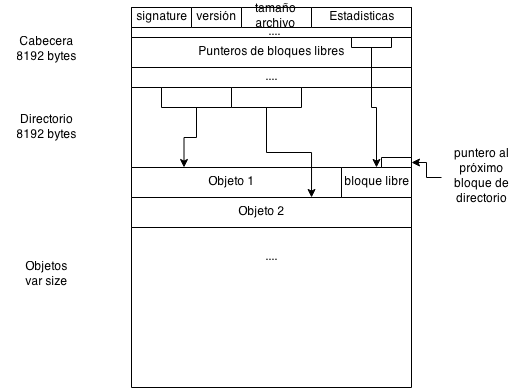 signature
versión
tamaño
archivo
Estadisticas
....
Cabecera
8192 bytes
Punteros de bloques libres
....
Directorio
8192 bytes
puntero al
próximo
bloque de
directorio
Objeto 1
bloque libre
Objeto 2
....
Objetos
var size